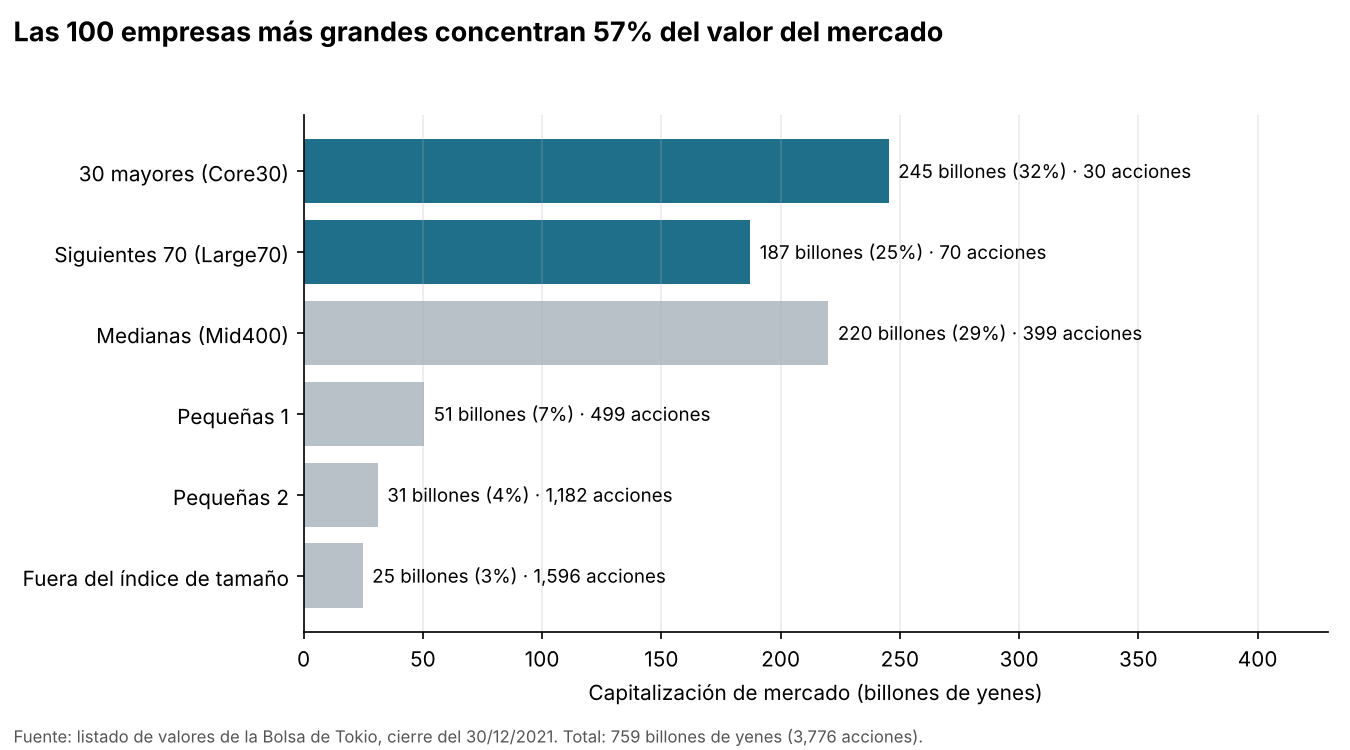 Las 100 empresas más grandes concentran 57% del valor del mercado
30 mayores (Core30)
245 billones (32%) · 30 acciones
Siguientes 70 (Large70)
187 billones (25%) · 70 acciones
Medianas (Mid400)
220 billones (29%) · 399 acciones
Pequeñas 1
51 billones (7%) · 499 acciones
Pequeñas 2
31 billones (4%) · 1,182 acciones
Fuera del índice de tamaño
25 billones (3%) · 1,596 acciones
0 50 100 150 200 250 300 350 400
Capitalización de mercado (billones de yenes)
Fuente: listado de valores de la Bolsa de Tokio, cierre del 30/12/2021. Total: 759 billones de yenes (3,776 acciones).